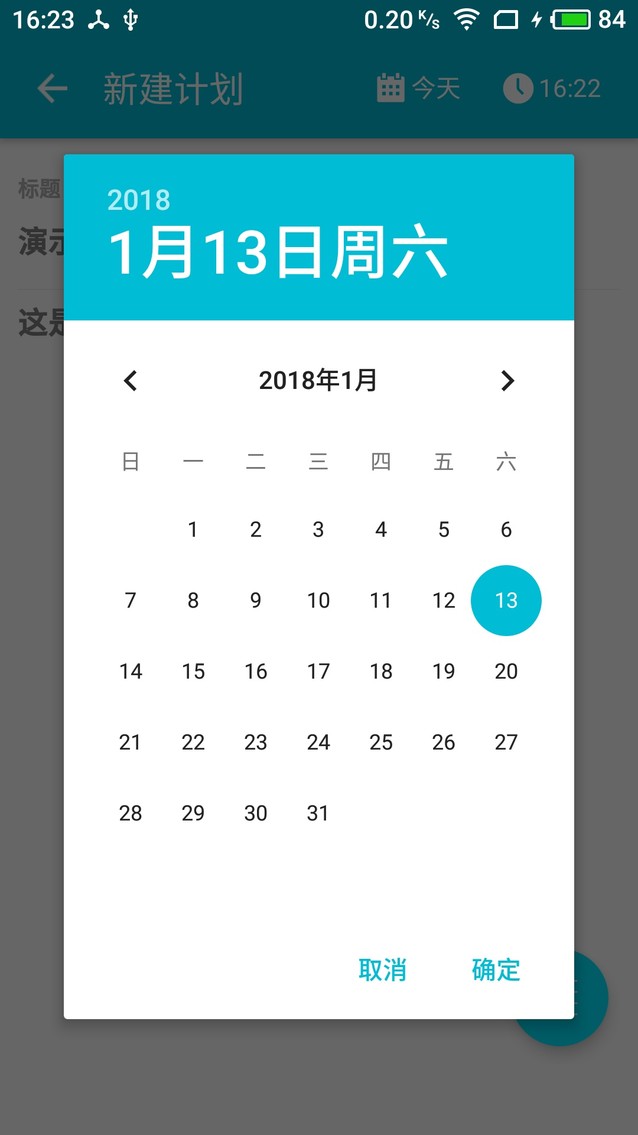 16:23 0.20 K/s 84
新建计划 今天 16:22
标题
演示
这是
2018
1月13日周六
2018年1月
日 一 二 三 四 五 六
1 2 3 4 5 6
7 8 9 10 11 12 13
14 15 16 17 18 19 20
21 22 23 24 25 26 27
28 29 30 31
取消 确定